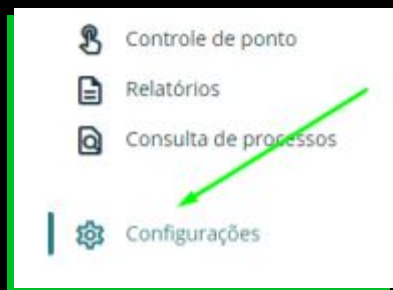 Controle de ponto
Relatórios
Consulta de processos
Configurações